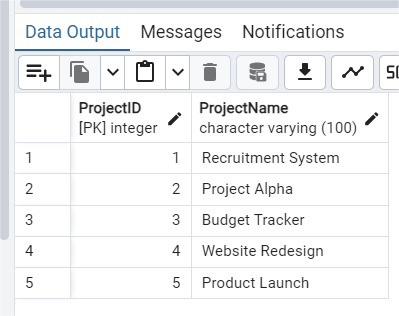 Data Output Messages Notifications
ProjectID ProjectName
[PK] integer character varying (100)
1 1 Recruitment System
2 2 Project Alpha
3 3 Budget Tracker
4 4 Website Redesign
5 5 Product Launch